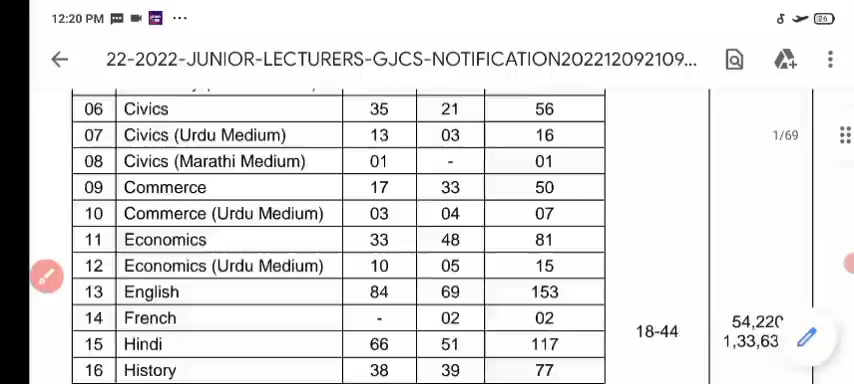 12:20 PM ...
26
22-2022-JUNIOR-LECTURERS-GJCS-NOTIFICATION202212092109...
06 Civics 35 21 56
07 Civics (Urdu Medium) 13 03 16
1/69
08 Civics (Marathi Medium) 01 - 01
09 Commerce 17 33 50
10 Commerce (Urdu Medium) 03 04 07
11 Economics 33 48 81
12 Economics (Urdu Medium) 10 05 15
13 English 84 69 153
14 French - 02 02
18-44 54,220
15 Hindi 66 51 117
1,33,63
16 History 38 39 77